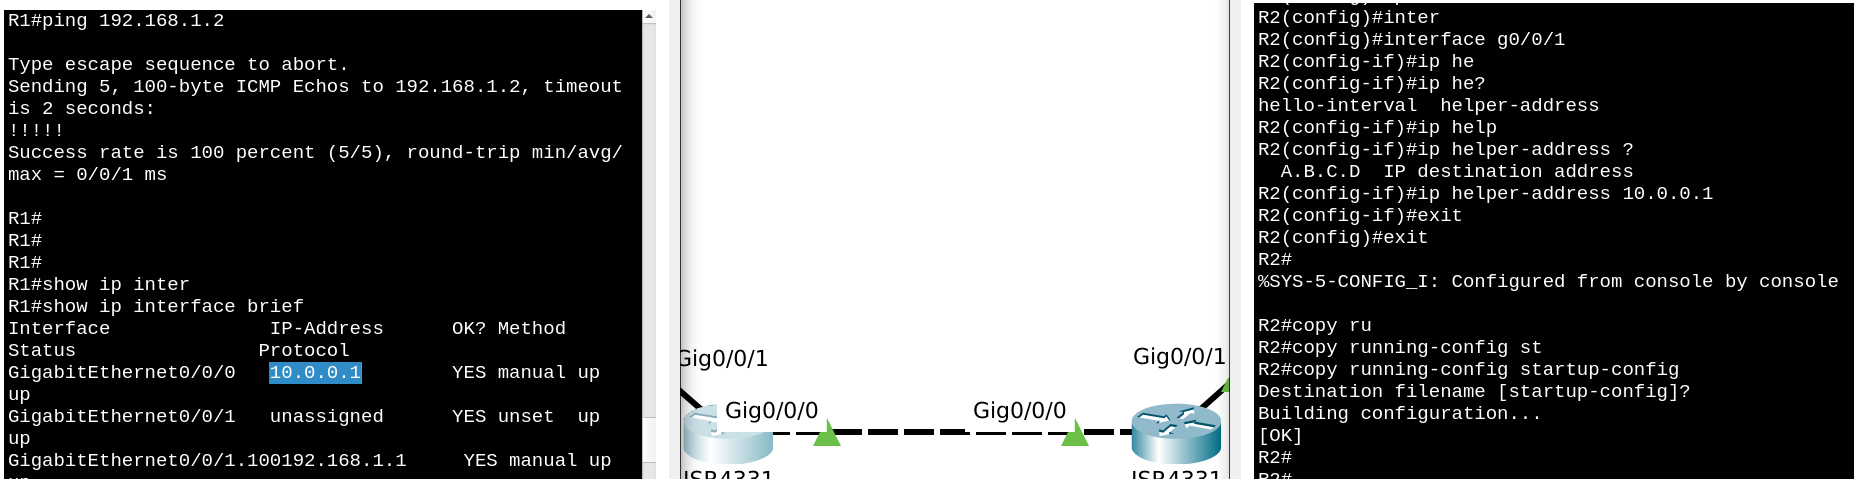 R1#ping 192.168.1.2
Type escape sequence to abort.
Sending 5, 100-byte ICMP Echos to 192.168.1.2, timeout
is 2 seconds:
!!!!!
Success rate is 100 percent (5/5), round-trip min/avg/
max = 0/0/1 ms
R1#
R1#
R1#
R1#show ip inter
R1#show ip interface brief
Interface              IP-Address      OK? Method
Status                Protocol
GigabitEthernet0/0/0   10.0.0.1        YES manual up
up
GigabitEthernet0/0/1   unassigned      YES unset  up
up
GigabitEthernet0/0/1.100192.168.1.1     YES manual up
Gig0/0/1
Gig0/0/1
Gig0/0/0
Gig0/0/0
ISR4331
ISR4331
R2(config)#inter
R2(config)#interface g0/0/1
R2(config-if)#ip he
R2(config-if)#ip he?
hello-interval  helper-address
R2(config-if)#ip help
R2(config-if)#ip helper-address ?
  A.B.C.D  IP destination address
R2(config-if)#ip helper-address 10.0.0.1
R2(config-if)#exit
R2(config)#exit
R2#
%SYS-5-CONFIG_I: Configured from console by console
R2#copy ru
R2#copy running-config st
R2#copy running-config startup-config
Destination filename [startup-config]?
Building configuration...
[OK]
R2#
R2#